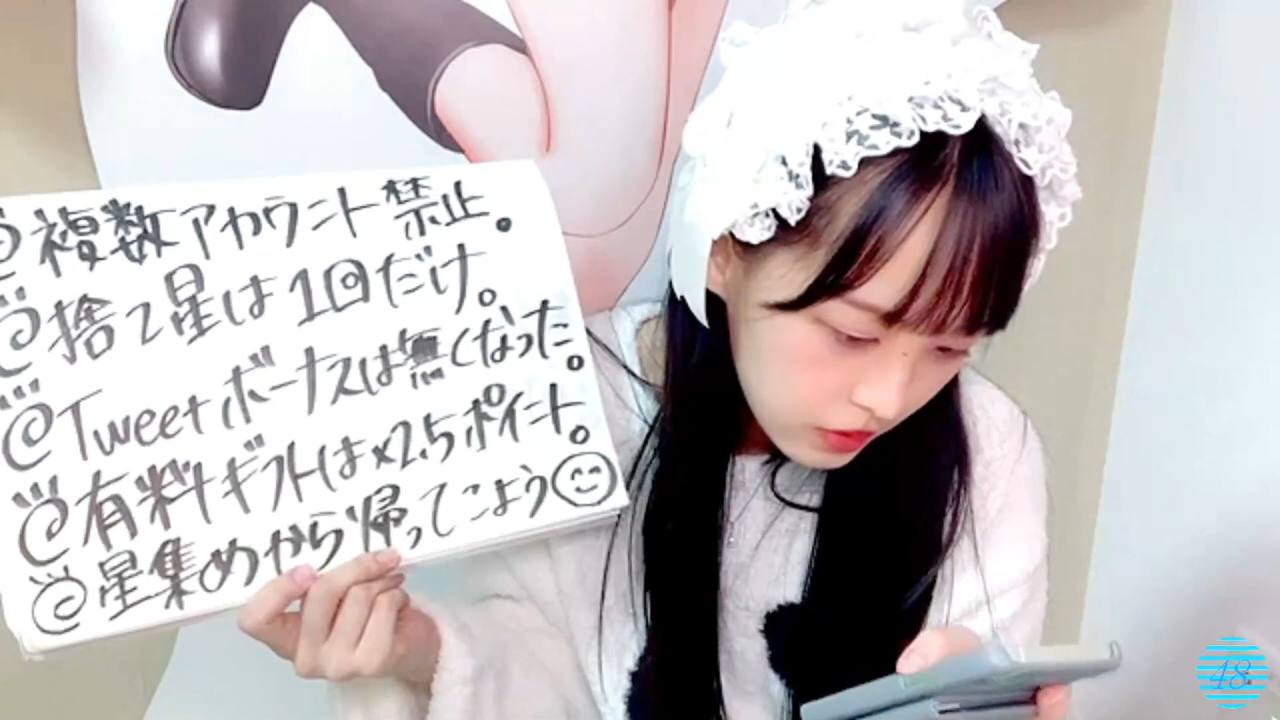 @複数アカウント禁止。
@捨て星は1回だけ。
@Tweetボーナスは無くなった。
@有料ギフトは×2.5ポイント。
@星集めから帰ってこよう
48